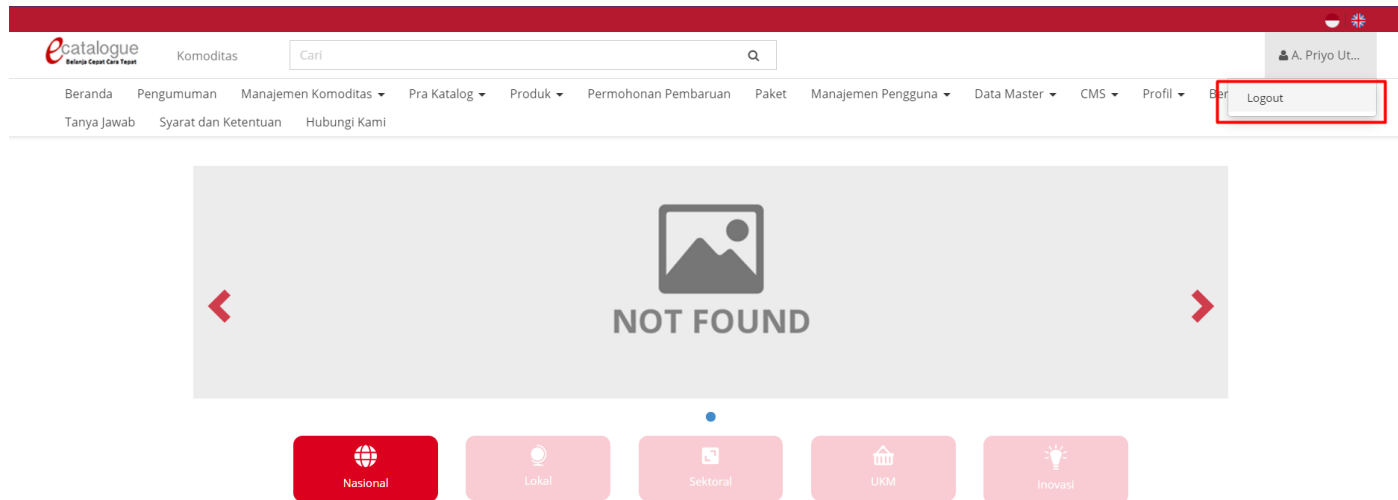 ecatalogue
Belanja Cepat Cara Tepat
Komoditas
Cari
A. Priyo Ut...
Beranda Pengumuman Manajemen Komoditas Pra Katalog Produk Permohonan Pembaruan Paket Manajemen Pengguna Data Master CMS Profil Ber
Logout
Tanya Jawab Syarat dan Ketentuan Hubungi Kami
NOT FOUND
Nasional Lokal Sektoral UKM Inovasi